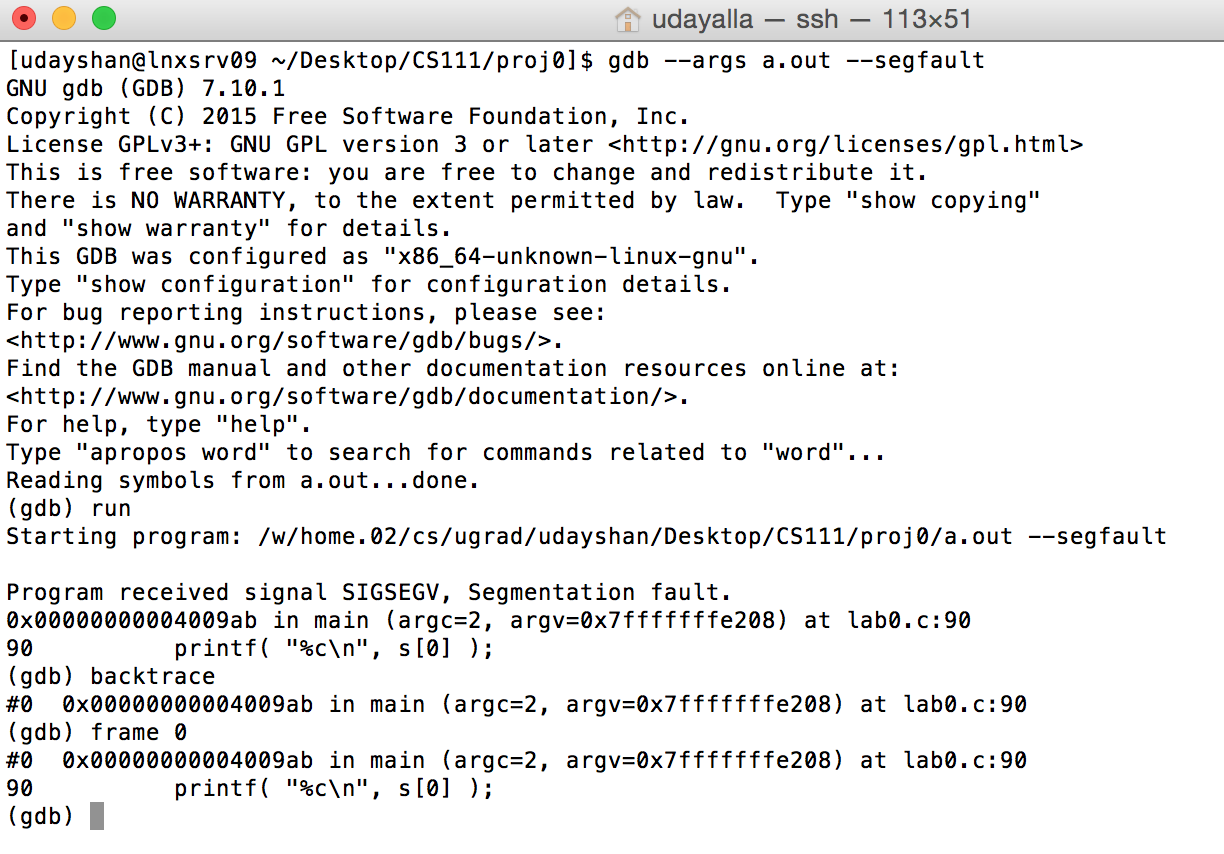 udayalla — ssh — 113×51
[udayshan@lnxsrv09 ~/Desktop/CS111/proj0]$ gdb --args a.out --segfault
GNU gdb (GDB) 7.10.1
Copyright (C) 2015 Free Software Foundation, Inc.
License GPLv3+: GNU GPL version 3 or later <http://gnu.org/licenses/gpl.html>
This is free software: you are free to change and redistribute it.
There is NO WARRANTY, to the extent permitted by law.  Type "show copying"
and "show warranty" for details.
This GDB was configured as "x86_64-unknown-linux-gnu".
Type "show configuration" for configuration details.
For bug reporting instructions, please see:
<http://www.gnu.org/software/gdb/bugs/>.
Find the GDB manual and other documentation resources online at:
<http://www.gnu.org/software/gdb/documentation/>.
For help, type "help".
Type "apropos word" to search for commands related to "word"...
Reading symbols from a.out...done.
(gdb) run
Starting program: /w/home.02/cs/ugrad/udayshan/Desktop/CS111/proj0/a.out --segfault

Program received signal SIGSEGV, Segmentation fault.
0x00000000004009ab in main (argc=2, argv=0x7fffffffe208) at lab0.c:90
90          printf( "%c\n", s[0] );
(gdb) backtrace
#0  0x00000000004009ab in main (argc=2, argv=0x7fffffffe208) at lab0.c:90
(gdb) frame 0
#0  0x00000000004009ab in main (argc=2, argv=0x7fffffffe208) at lab0.c:90
90          printf( "%c\n", s[0] );
(gdb)